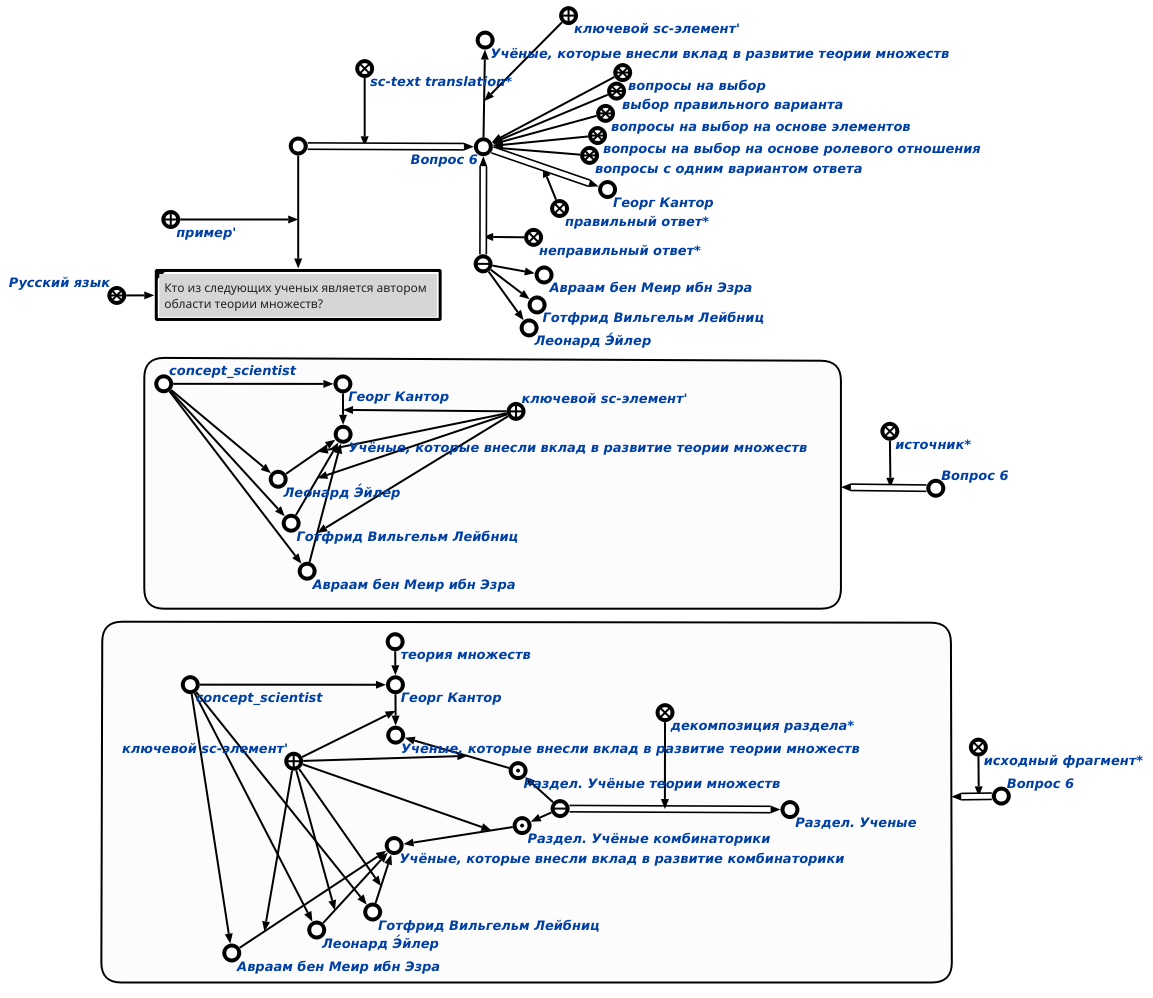 ключевой sc-элемент'
Учёные, которые внесли вклад в развитие теории множеств
sc-text translation*
вопросы на выбор
выбор правильного варианта
вопросы на выбор на основе элементов
вопросы на выбор на основе ролевого отношения
Вопрос 6
вопросы с одним вариантом ответа
Георг Кантор
правильный ответ*
пример'
неправильный ответ*
Русский язык
Кто из следующих ученых является автором
области теории множеств?
Авраам бен Меир ибн Эзра
Готфрид Вильгельм Лейбниц
Леонард Э́йлер
concept_scientist
Георг Кантор
ключевой sc-элемент'
Учёные, которые внесли вклад в развитие теории множеств
источник*
Вопрос 6
Леонард Э́йлер
Готфрид Вильгельм Лейбниц
Авраам бен Меир ибн Эзра
теория множеств
concept_scientist
Георг Кантор
декомпозиция раздела*
ключевой sc-элемент'
Учёные, которые внесли вклад в развитие теории множеств
исходный фрагмент*
Раздел. Учёные теории множеств
Вопрос 6
Раздел. Ученые
Раздел. Учёные комбинаторики
Учёные, которые внесли вклад в развитие комбинаторики
Готфрид Вильгельм Лейбниц
Леонард Э́йлер
Авраам бен Меир ибн Эзра